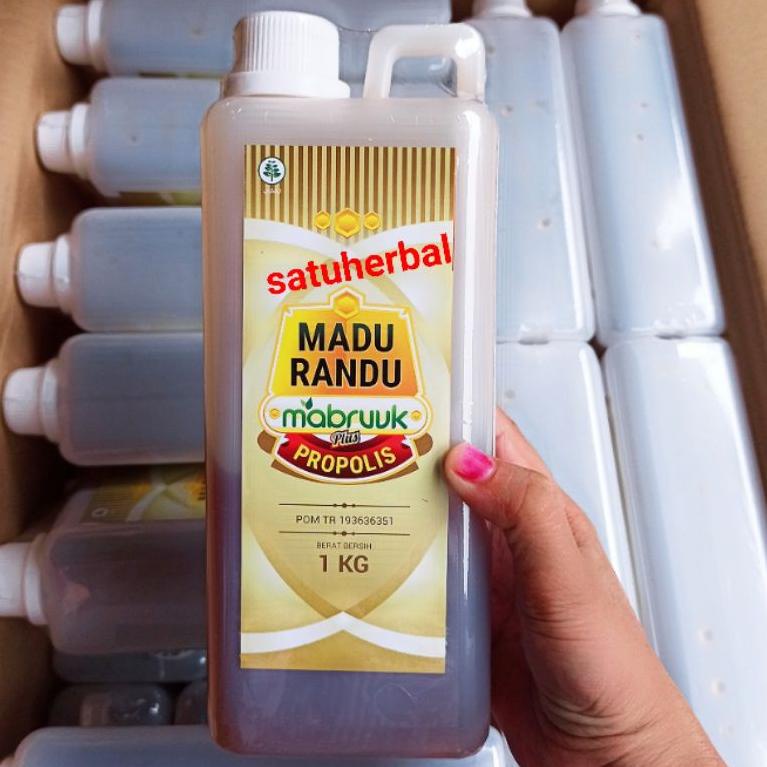 satuherbal
MADU
RANDU
mabruuk
Plus
PROPOLIS
POM TR 193636351
BERAT BERSIH
1 KG